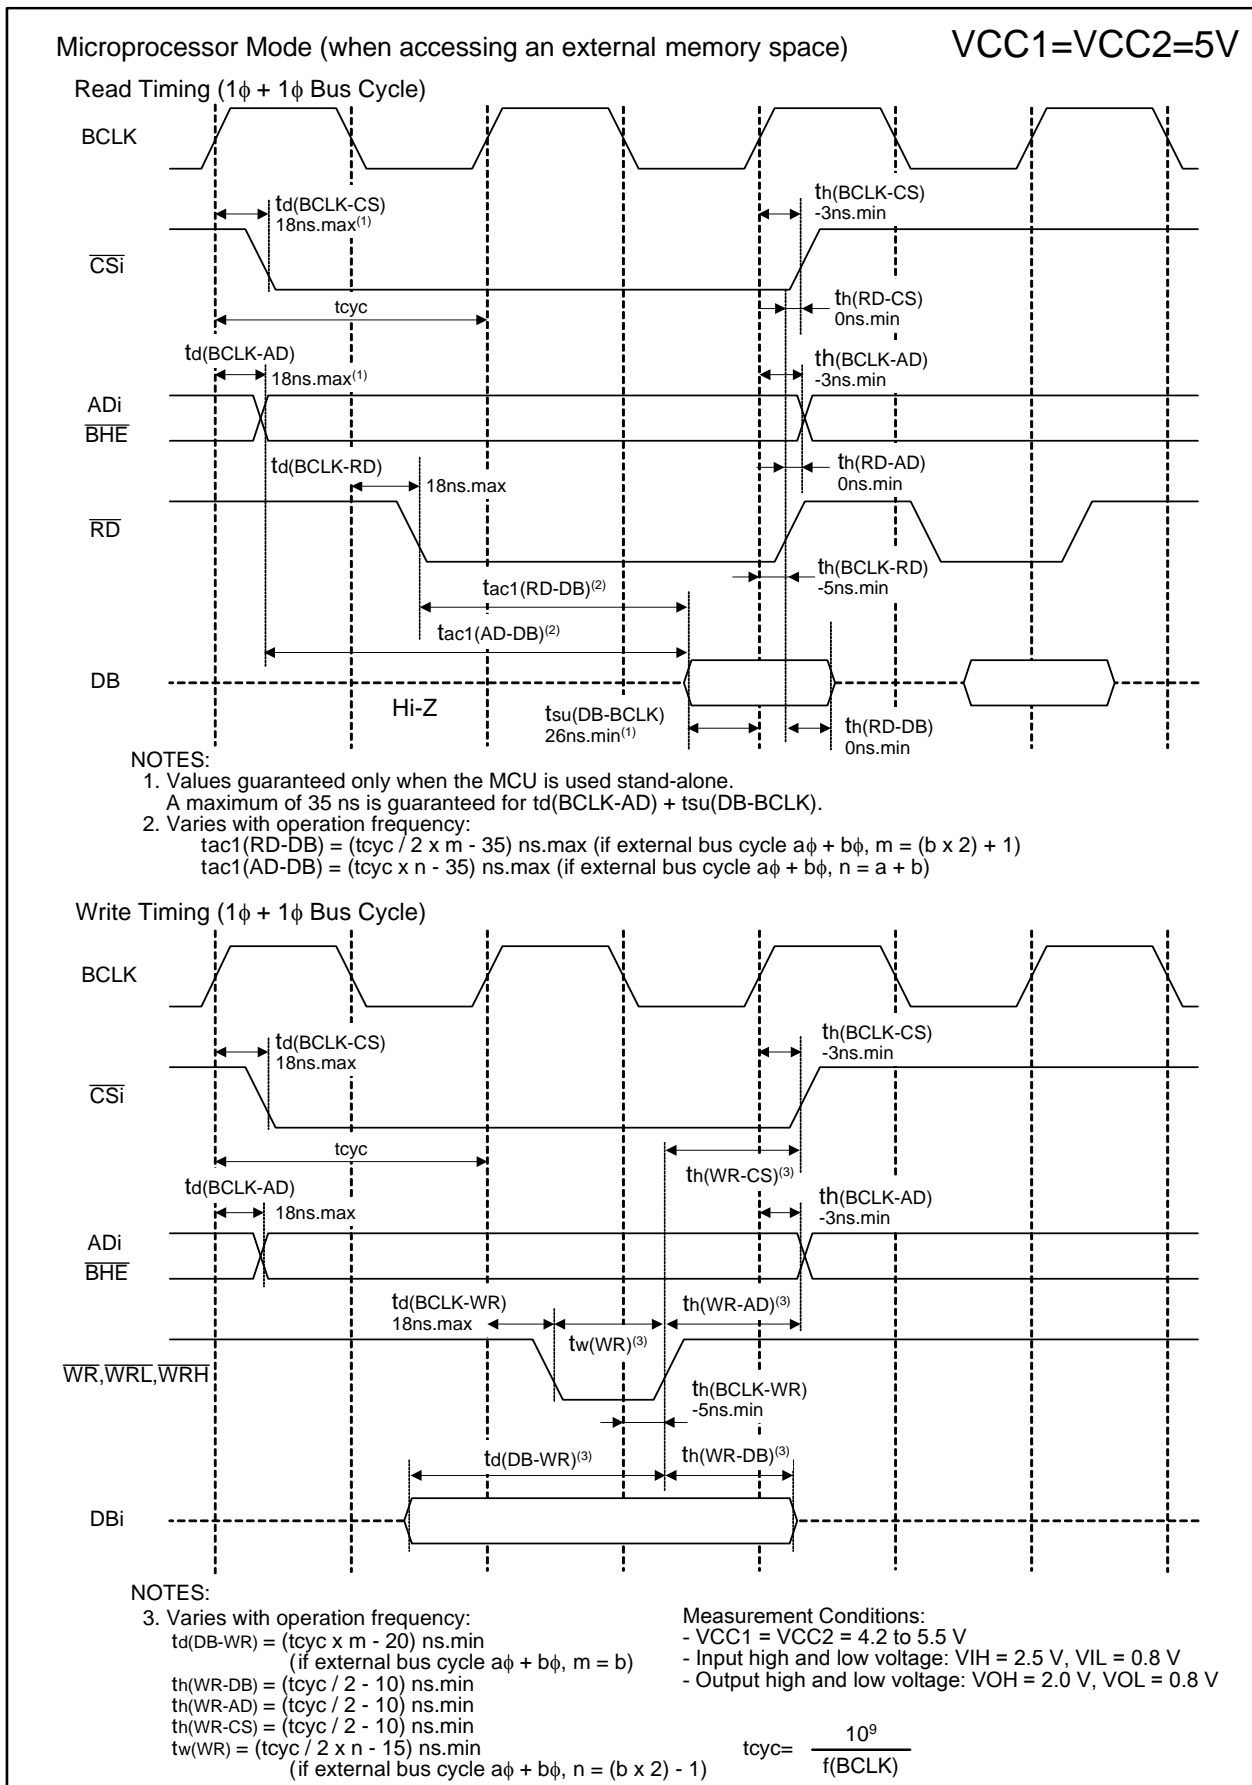 Microprocessor Mode (when accessing an external memory space)
VCC1=VCC2=5V
Read Timing (1ϕ + 1ϕ Bus Cycle)
BCLK
td(BCLK-CS)
18ns.max(1)
th(BCLK-CS)
-3ns.min
CSi
tcyc
th(RD-CS)
0ns.min
td(BCLK-AD)
18ns.max(1)
th(BCLK-AD)
-3ns.min
ADi
BHE
td(BCLK-RD)
18ns.max
th(RD-AD)
0ns.min
RD
th(BCLK-RD)
-5ns.min
tac1(RD-DB)(2)
tac1(AD-DB)(2)
DB
Hi-Z
tsu(DB-BCLK)
26ns.min(1)
th(RD-DB)
0ns.min
NOTES:
1. Values guaranteed only when the MCU is used stand-alone.
A maximum of 35 ns is guaranteed for td(BCLK-AD) + tsu(DB-BCLK).
2. Varies with operation frequency:
tac1(RD-DB) = (tcyc / 2 x m - 35) ns.max (if external bus cycle aϕ + bϕ, m = (b x 2) + 1)
tac1(AD-DB) = (tcyc x n - 35) ns.max (if external bus cycle aϕ + bϕ, n = a + b)
Write Timing (1ϕ + 1ϕ Bus Cycle)
BCLK
td(BCLK-CS)
18ns.max
th(BCLK-CS)
-3ns.min
CSi
tcyc
th(WR-CS)(3)
td(BCLK-AD)
18ns.max
th(BCLK-AD)
-3ns.min
ADi
BHE
td(BCLK-WR)
18ns.max
tw(WR)(3)
th(WR-AD)(3)
WR,WRL,WRH
th(BCLK-WR)
-5ns.min
td(DB-WR)(3)
th(WR-DB)(3)
DBi
NOTES:
3. Varies with operation frequency:
td(DB-WR) = (tcyc x m - 20) ns.min
(if external bus cycle aϕ + bϕ, m = b)
th(WR-DB) = (tcyc / 2 - 10) ns.min
th(WR-AD) = (tcyc / 2 - 10) ns.min
th(WR-CS) = (tcyc / 2 - 10) ns.min
tw(WR) = (tcyc / 2 x n - 15) ns.min
(if external bus cycle aϕ + bϕ, n = (b x 2) - 1)
Measurement Conditions:
- VCC1 = VCC2 = 4.2 to 5.5 V
- Input high and low voltage: VIH = 2.5 V, VIL = 0.8 V
- Output high and low voltage: VOH = 2.0 V, VOL = 0.8 V
tcyc=
10⁹
f(BCLK)